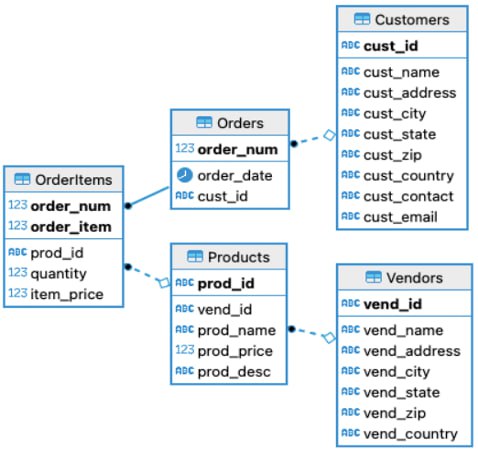 Customers
ABC cust_id
ABC cust_name
ABC cust_address
ABC cust_city
ABC cust_state
ABC cust_zip
ABC cust_country
ABC cust_contact
ABC cust_email
Orders
123 order_num
order_date
ABC cust_id
OrderItems
123 order_num
123 order_item
ABC prod_id
123 quantity
123 item_price
Products
ABC prod_id
ABC vend_id
ABC prod_name
123 prod_price
ABC prod_desc
Vendors
ABC vend_id
ABC vend_name
ABC vend_address
ABC vend_city
ABC vend_state
ABC vend_zip
ABC vend_country